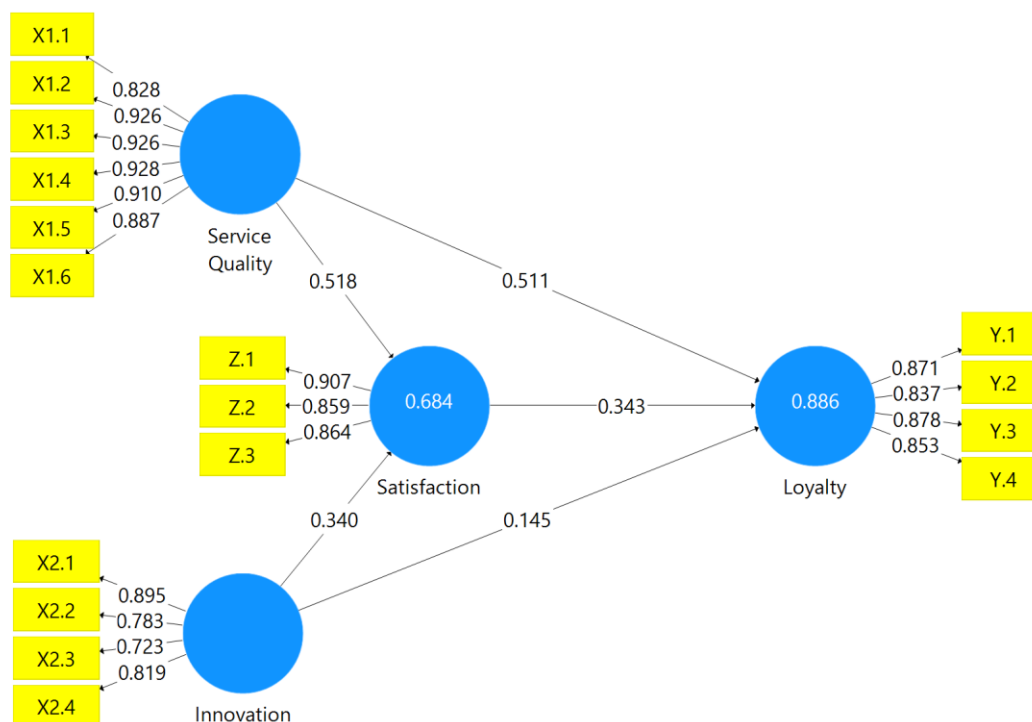 X1.1
X1.2
X1.3
X1.4
X1.5
X1.6
0.828
0.926
0.926
0.928
0.910
0.887
Service
Quality
0.518
0.511
Z.1
Z.2
Z.3
0.907
0.859
0.864
0.684
Satisfaction
0.343
0.886
Loyalty
0.871
0.837
0.878
0.853
Y.1
Y.2
Y.3
Y.4
0.340
0.145
X2.1
X2.2
X2.3
X2.4
0.895
0.783
0.723
0.819
Innovation